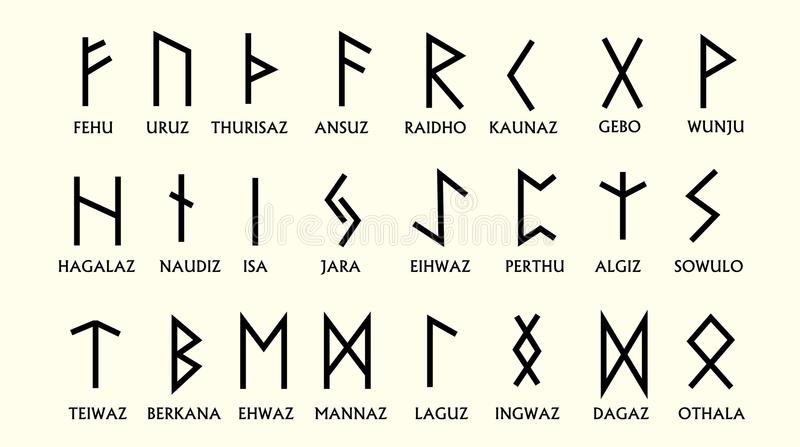 ᚠ ᚢ ᚦ ᚨ ᚱ ᚲ ᚷ ᚹ
FEHU URUZ THURISAZ ANSUZ RAIDHO KAUNAZ GEBO WUNJU
ᚺ ᚾ ᛁ ᛃ ᛇ ᛈ ᛉ ᛊ
dreamstime
HAGALAZ NAUDIZ ISA JARA EIHWAZ PERTHU ALGIZ SOWULO
ᛏ ᛒ ᛖ ᛗ ᛚ ᛝ ᛞ ᛟ
TEIWAZ BERKANA EHWAZ MANNAZ LAGUZ INGWAZ DAGAZ OTHALA